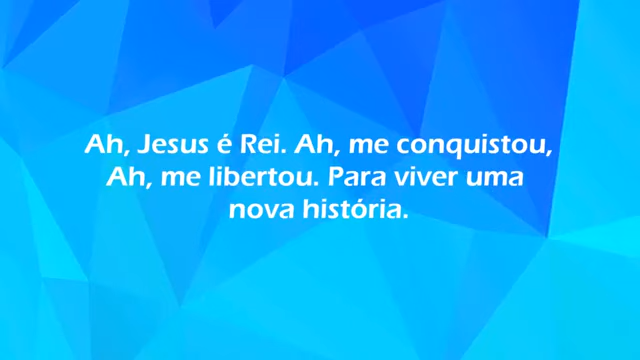 Ah, Jesus é Rei. Ah, me conquistou,
Ah, me libertou. Para viver uma
nova história.